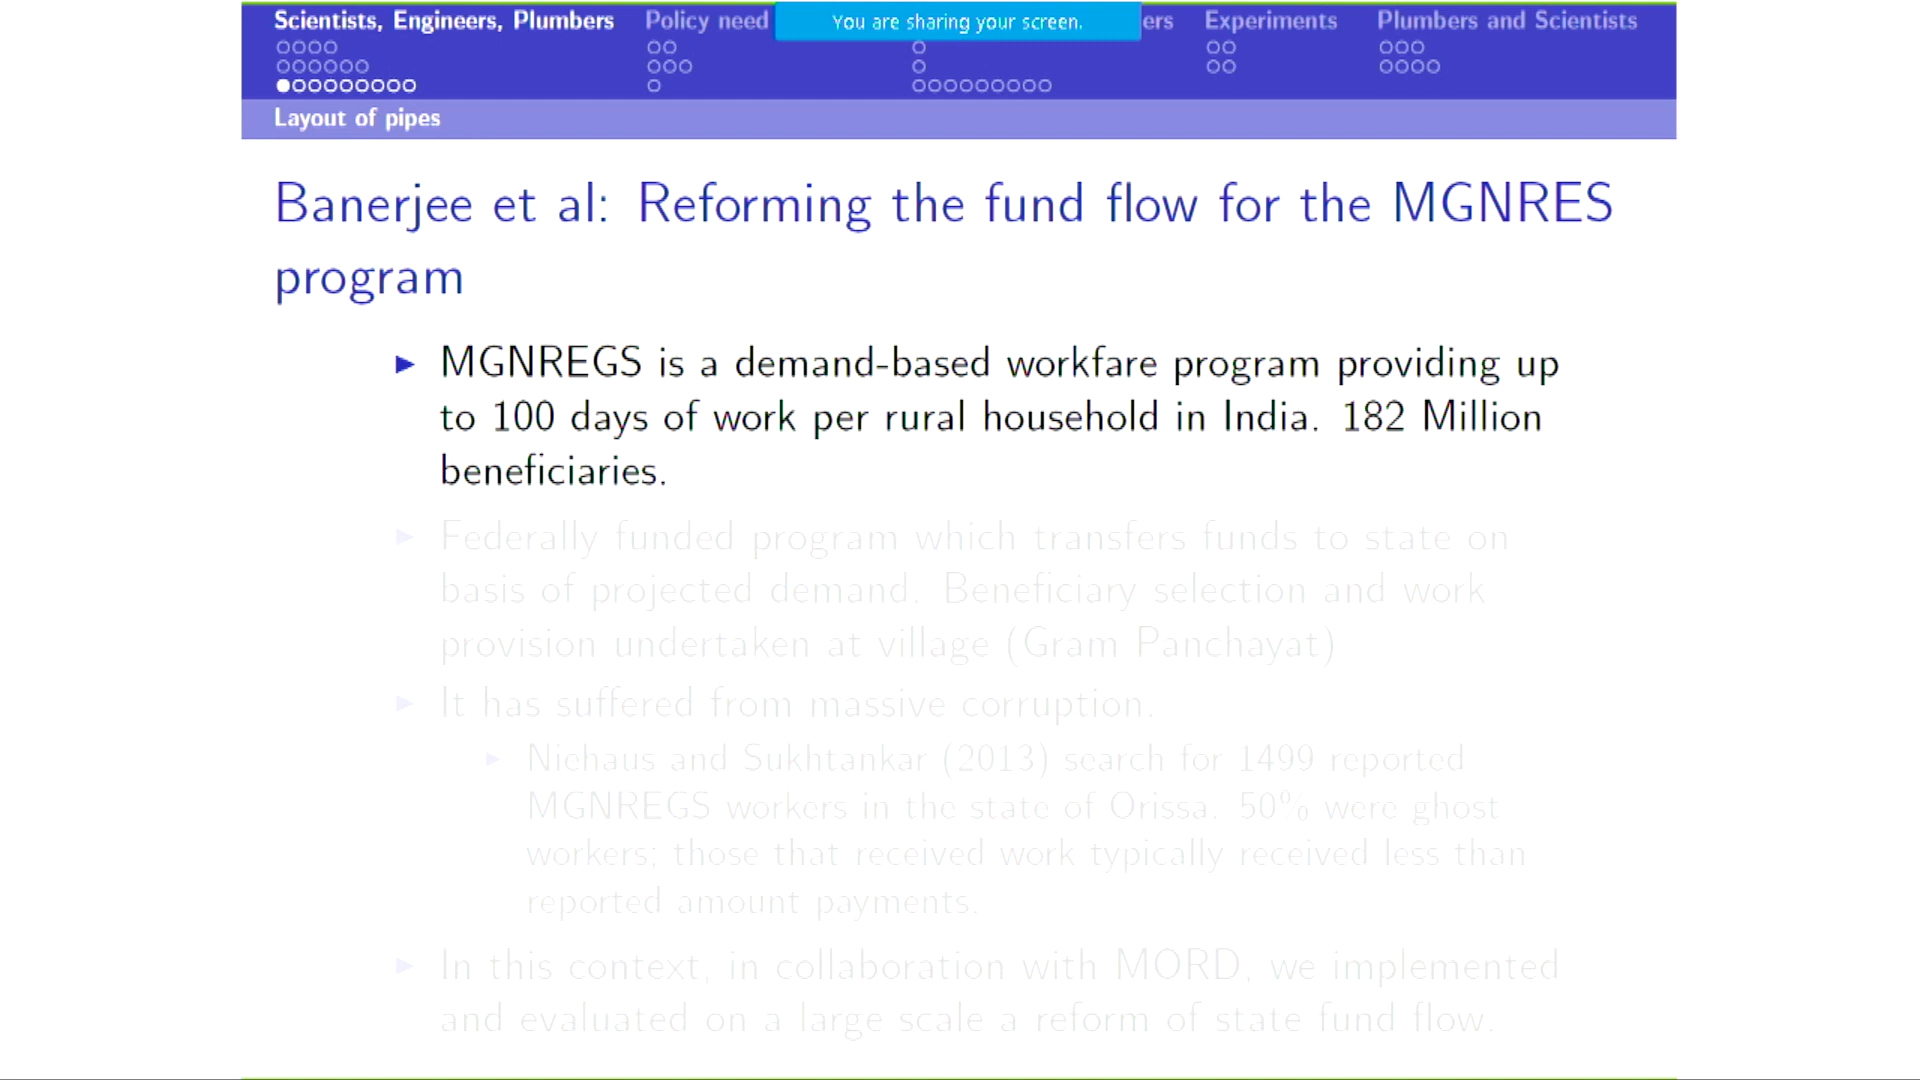 Scientists, Engineers, Plumbers Policy need You are sharing your screen. ers Experiments Plumbers and Scientists
Layout of pipes
Banerjee et al: Reforming the fund flow for the MGNRES
program
MGNREGS is a demand-based workfare program providing up
to 100 days of work per rural household in India. 182 Million
beneficiaries.
Federally funded program which transfers funds to state on
basis of projected demand. Beneficiary selection and work
provision undertaken at village (Gram Panchayat)
It has suffered from massive corruption.
Niehaus and Sukhtankar (2013) search for 1499 reported
MGNREGS workers in the state of Orissa. 50% were ghost
workers; those that received work typically received less than
reported amount payments.
In this context, in collaboration with MORD, we implemented
and evaluated on a large scale a reform of state fund flow.